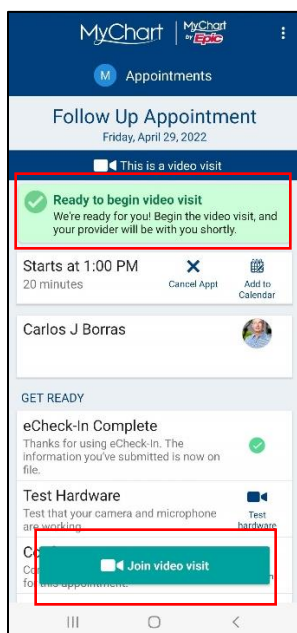 MyChart | MyChart
BY Epic
M Appointments
Follow Up Appointment
Friday, April 29, 2022
This is a video visit
Ready to begin video visit
We're ready for you! Begin the video visit, and
your provider will be with you shortly.
Starts at 1:00 PM
20 minutes
Cancel Appt
Add to
Calendar
Carlos J Borras
GET READY
eCheck-In Complete
Thanks for using eCheck-In. The
information you've submitted is now on
file.
Test Hardware
Test that your camera and microphone
are working.
Test
hardware
Join video visit
for this appointment.